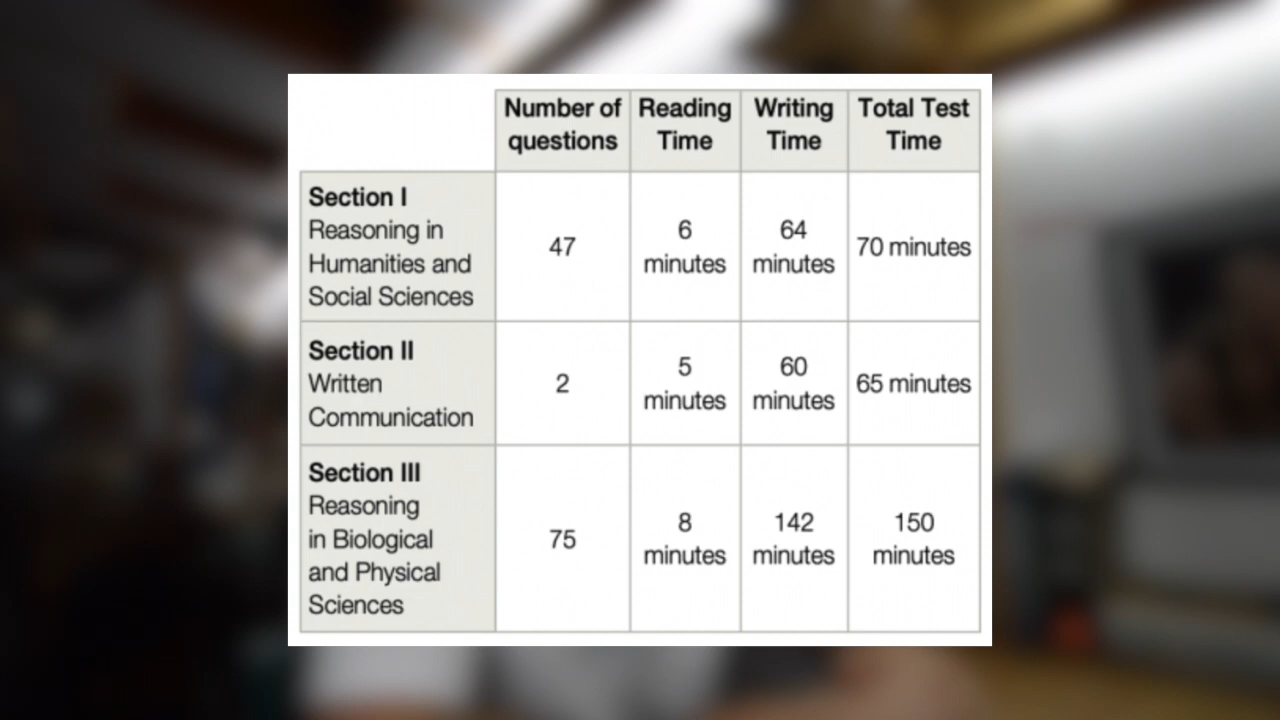 Number of questions
Reading Time
Writing Time
Total Test Time
Section I
Reasoning in
Humanities and
Social Sciences
47
6 minutes
64 minutes
70 minutes
Section II
Written
Communication
2
5 minutes
60 minutes
65 minutes
Section III
Reasoning
in Biological
and Physical
Sciences
75
8 minutes
142 minutes
150 minutes